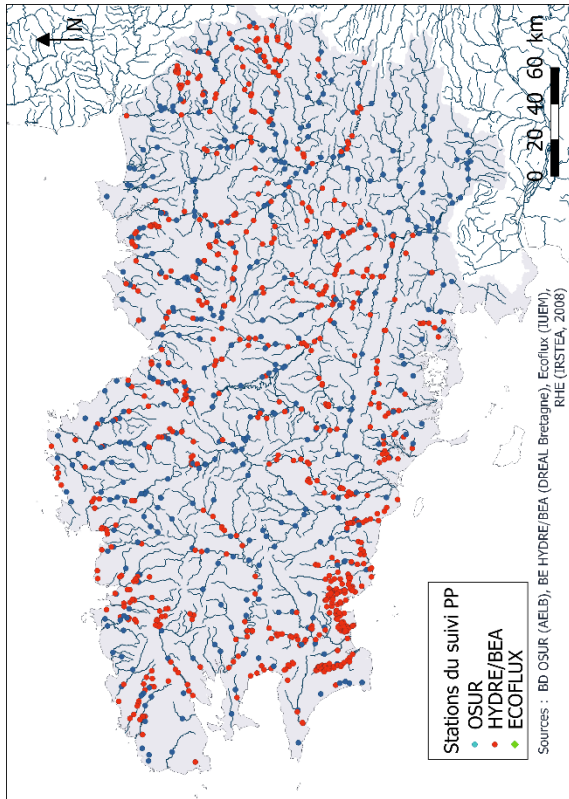 N
0 20 40 60 km
Stations du suivi PP
OSUR
HYDRE/BEA
ECOFLUX
Sources : BD OSUR (AELB), BE HYDRE/BEA (DREAL Bretagne), Ecoflux (IUEM),
RHE (IRSTEA, 2008)